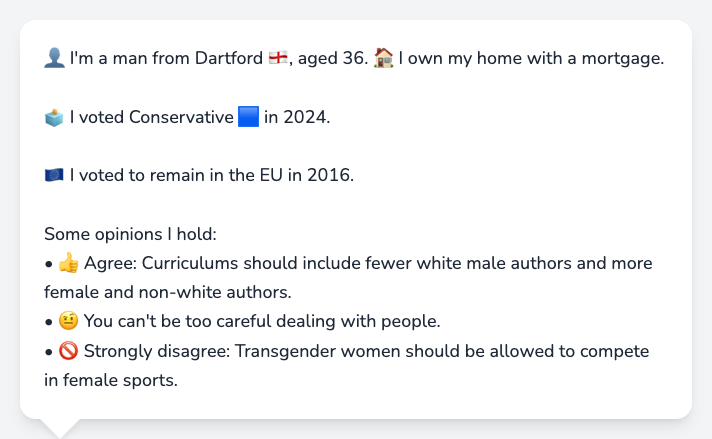 👤 I'm a man from Dartford 🏴󠁧󠁢󠁥󠁮󠁧󠁿, aged 36. 🏠 I own my home with a mortgage.
🗳️ I voted Conservative 🟦 in 2024.
🇪🇺 I voted to remain in the EU in 2016.
Some opinions I hold:
• 👍 Agree: Curriculums should include fewer white male authors and more
female and non-white authors.
• 🤨 You can't be too careful dealing with people.
• 🚫 Strongly disagree: Transgender women should be allowed to compete
in female sports.